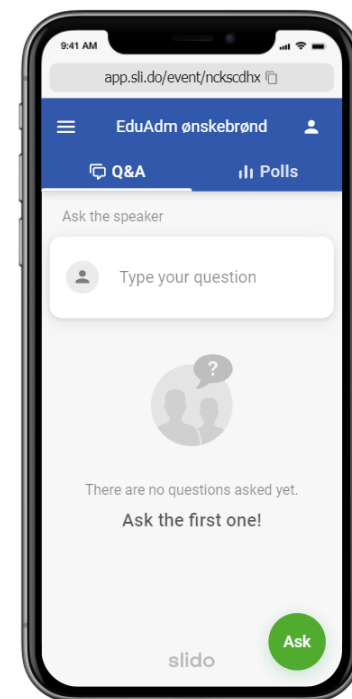 9:41 AM
app.sli.do/event/nckscdhx
EduAdm ønskebrønd
Q&A
Polls
Ask the speaker
Type your question
?
There are no questions asked yet.
Ask the first one!
Ask
slido